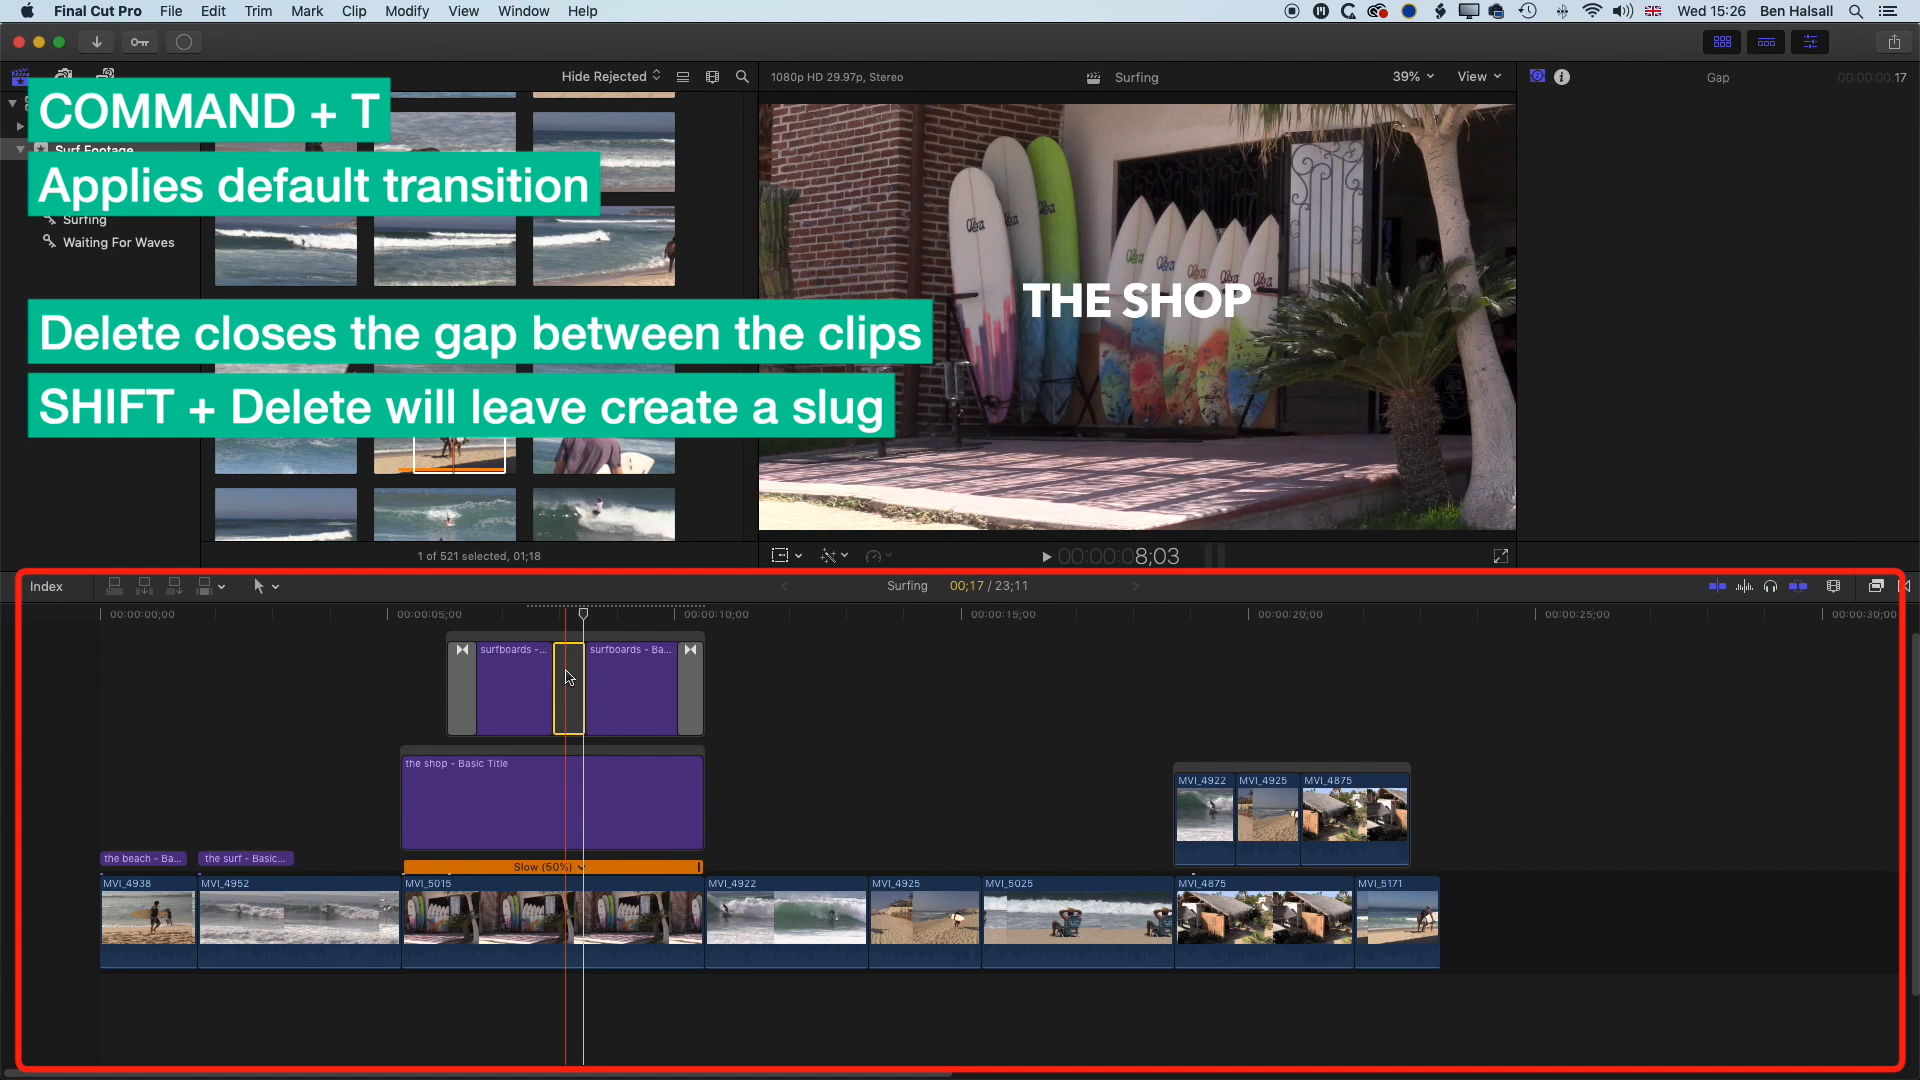 Final Cut Pro File Edit Trim Mark Clip Modify View Window Help Wed 15:26 Ben Halsall
Hide Rejected 1080p HD 29.97p, Stereo Surfing 39% View Gap 00:00:00:17
COMMAND + T
Surf Footage
Applies default transition
Surfing
Waiting For Waves
THE SHOP
Delete closes the gap between the clips
SHIFT + Delete will leave create a slug
1 of 521 selected, 01;18 00:00:08;03
Index Surfing 00;17 / 23;11
00:00:00;00 00:00:05;00 00:00:10;00 00:00:15;00 00:00:20;00 00:00:25;00 00:00:30;00
surfboards -... surfboards - Ba...
the shop - Basic Title
MVI_4922 MVI_4925 MVI_4875
the beach - Ba... the surf - Basic...
Slow (50%)
MVI_4938 MVI_4952 MVI_5015 MVI_4922 MVI_4925 MVI_5025 MVI_4875 MVI_5171